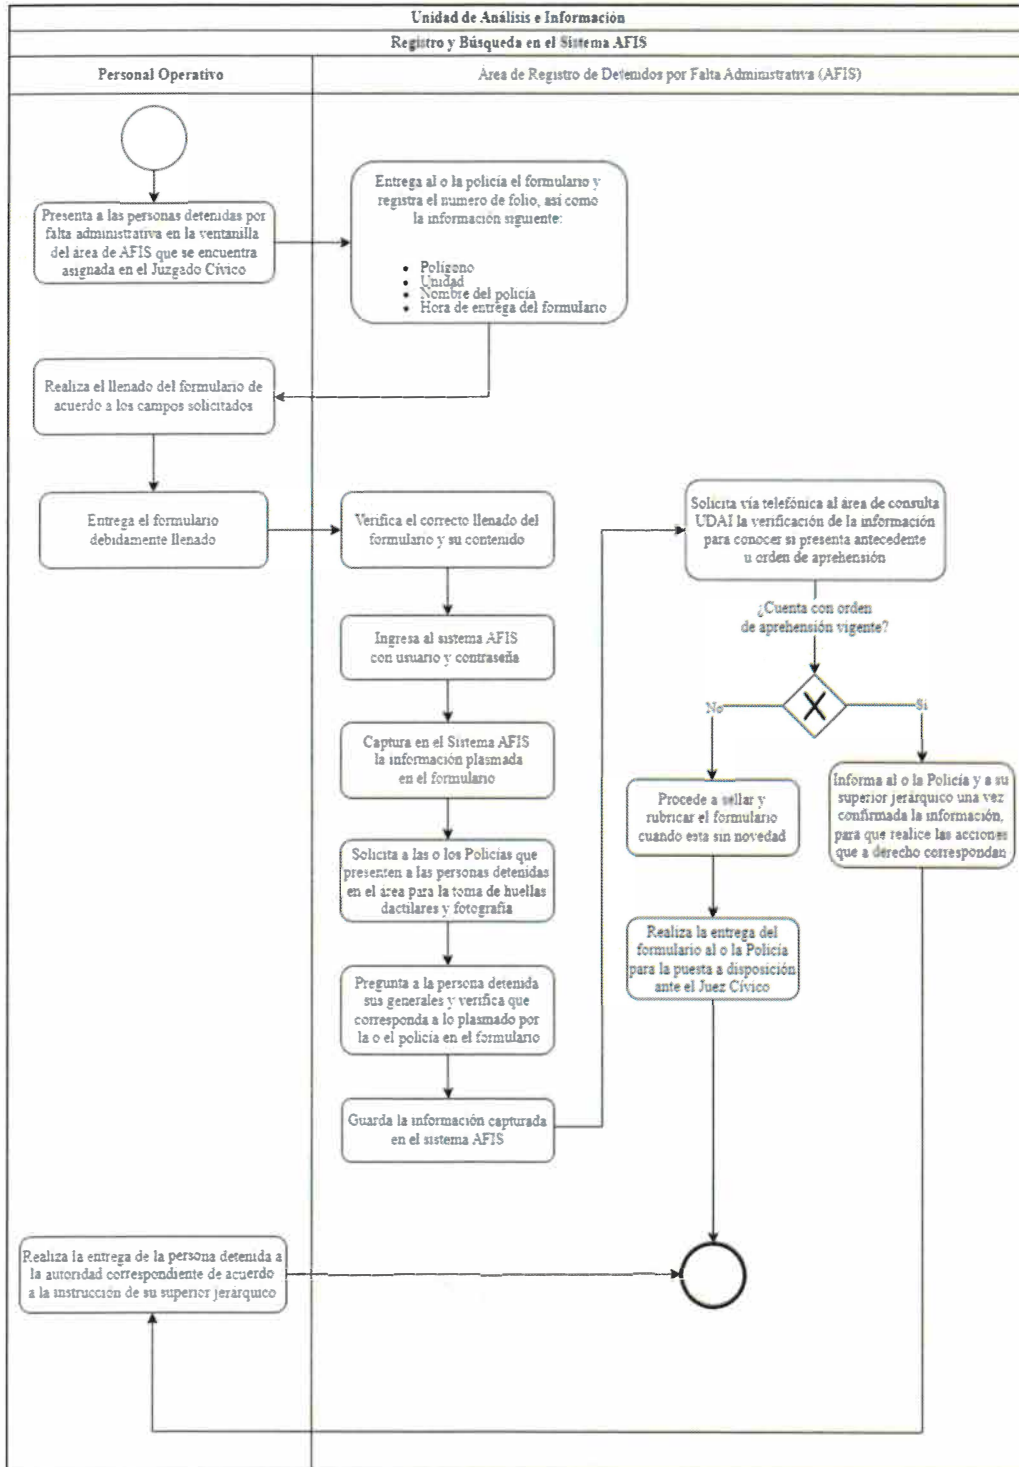 Unidad de Análisis e Información
Registro y Búsqueda en el Sistema AFIS
Personal Operativo
Área de Registro de Detenidos por Falta Administrativa (AFIS)
Presenta a las personas detenidas por
falta administrativa en la ventanilla
del área de AFIS que se encuentra
asignada en el Juzgado Cívico
Entrega al o la policía el formulario y
registra el numero de folio, así como
la información siguiente:
• Polígono
• Unidad
• Nombre del policía
• Hora de entrega del formulario
Realiza el llenado del formulario de
acuerdo a los campos solicitados
Entrega el formulario
debidamente llenado
Verifica el correcto llenado del
formulario y su contenido
Ingresa al sistema AFIS
con usuario y contraseña
Captura en el Sistema AFIS
la información plasmada
en el formulario
Solicita a las o los Policías que
presenten a las personas detenidas
en el área para la toma de huellas
dactilares y fotografía
Pregunta a la persona detenida
sus generales y verifica que
corresponda a lo plasmado por
la o el policía en el formulario
Guarda la información capturada
en el sistema AFIS
Solicita vía telefónica al área de consulta
UDAI la verificación de la información
para conocer si presenta antecedente
u orden de aprehensión
¿Cuenta con orden
de aprehensión vigente?
No
Si
Procede a sellar y
rubricar el formulario
cuando esta sin novedad
Informa al o la Policía y a su
superior jerárquico una vez
confirmada la información,
para que realice las acciones
que a derecho correspondan
Realiza la entrega del
formulario al o la Policía
para la puesta a disposición
ante el Juez Cívico
Realiza la entrega de la persona detenida a
la autoridad correspondiente de acuerdo
a la instrucción de su superior jerárquico